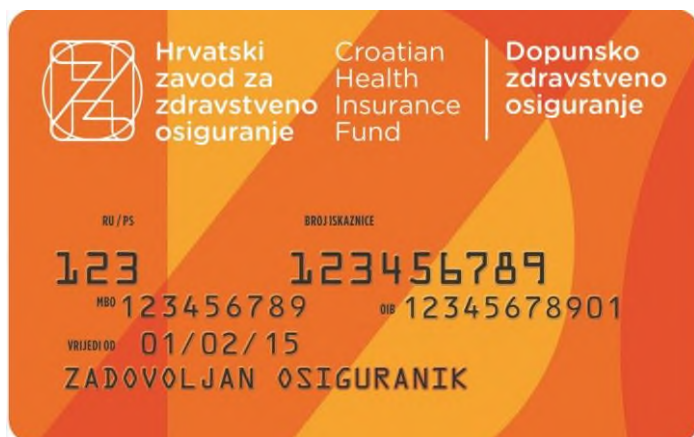 Hrvatski
zavod za
zdravstveno
osiguranje
Croatian
Health
Insurance
Fund
Dopunsko
zdravstveno
osiguranje
RU / PS
BROJ ISKAZNICE
123
123456789
MBO 123456789
OIB 12345678901
VRIJEDI OD 01/02/15
ZADOVOLJAN OSIGURANIK